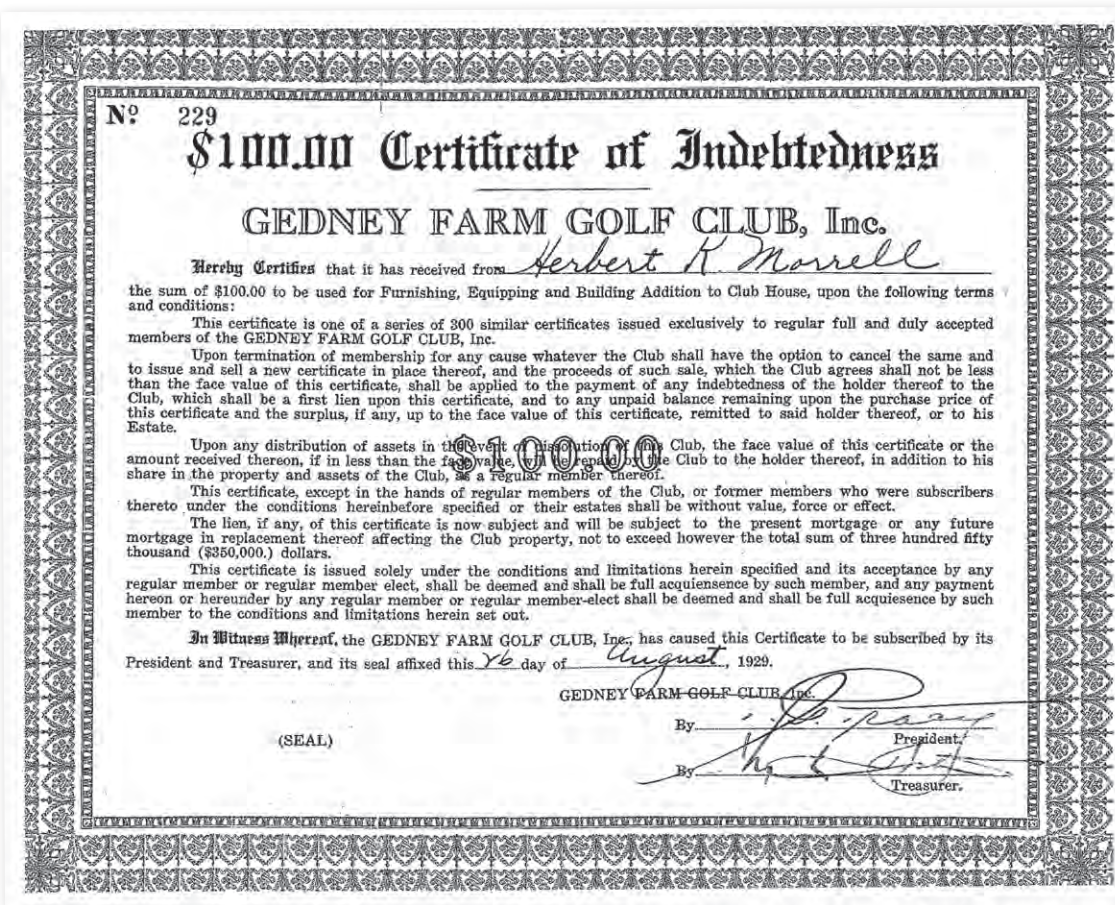 Nº 229
$100.00 Certificate of Indebtedness
GEDNEY FARM GOLF CLUB, Inc.
Hereby Certifies that it has received from Herbert K Morrell
the sum of $100.00 to be used for Furnishing, Equipping and Building Addition to Club House, upon the following terms
and conditions:
This certificate is one of a series of 300 similar certificates issued exclusively to regular full and duly accepted
members of the GEDNEY FARM GOLF CLUB, Inc.
Upon termination of membership for any cause whatever the Club shall have the option to cancel the same and
to issue and sell a new certificate in place thereof, and the proceeds of such sale, which the Club agrees shall not be less
than the face value of this certificate, shall be applied to the payment of any indebtedness of the holder thereof to the
Club, which shall be a first lien upon this certificate, and to any unpaid balance remaining upon the purchase price of
this certificate and the surplus, if any, up to the face value of this certificate, remitted to said holder thereof, or to his
Estate.
Upon any distribution of assets in the event of dissolution of this Club, the face value of this certificate or the
$100.00
amount received thereon, if in less than the face value, will be repaid by the Club to the holder thereof, in addition to his
share in the property and assets of the Club, as a regular member thereof.
This certificate, except in the hands of regular members of the Club, or former members who were subscribers
thereto under the conditions hereinbefore specified or their estates shall be without value, force or effect.
The lien, if any, of this certificate is now subject and will be subject to the present mortgage or any future
mortgage in replacement thereof affecting the Club property, not to exceed however the total sum of three hundred fifty
thousand ($350,000.) dollars.
This certificate is issued solely under the conditions and limitations herein specified and its acceptance by any
regular member or regular member elect, shall be deemed and shall be full acquiensence by such member, and any payment
hereon or hereunder by any regular member or regular member-elect shall be deemed and shall be full acquiesence by such
member to the conditions and limitations herein set out.
In Witness Whereof, the GEDNEY FARM GOLF CLUB, Inc., has caused this Certificate to be subscribed by its
President and Treasurer, and its seal affixed this 26 day of August, 1929.
GEDNEY FARM GOLF CLUB, Inc.
By
(SEAL)
President.
By
Treasurer.